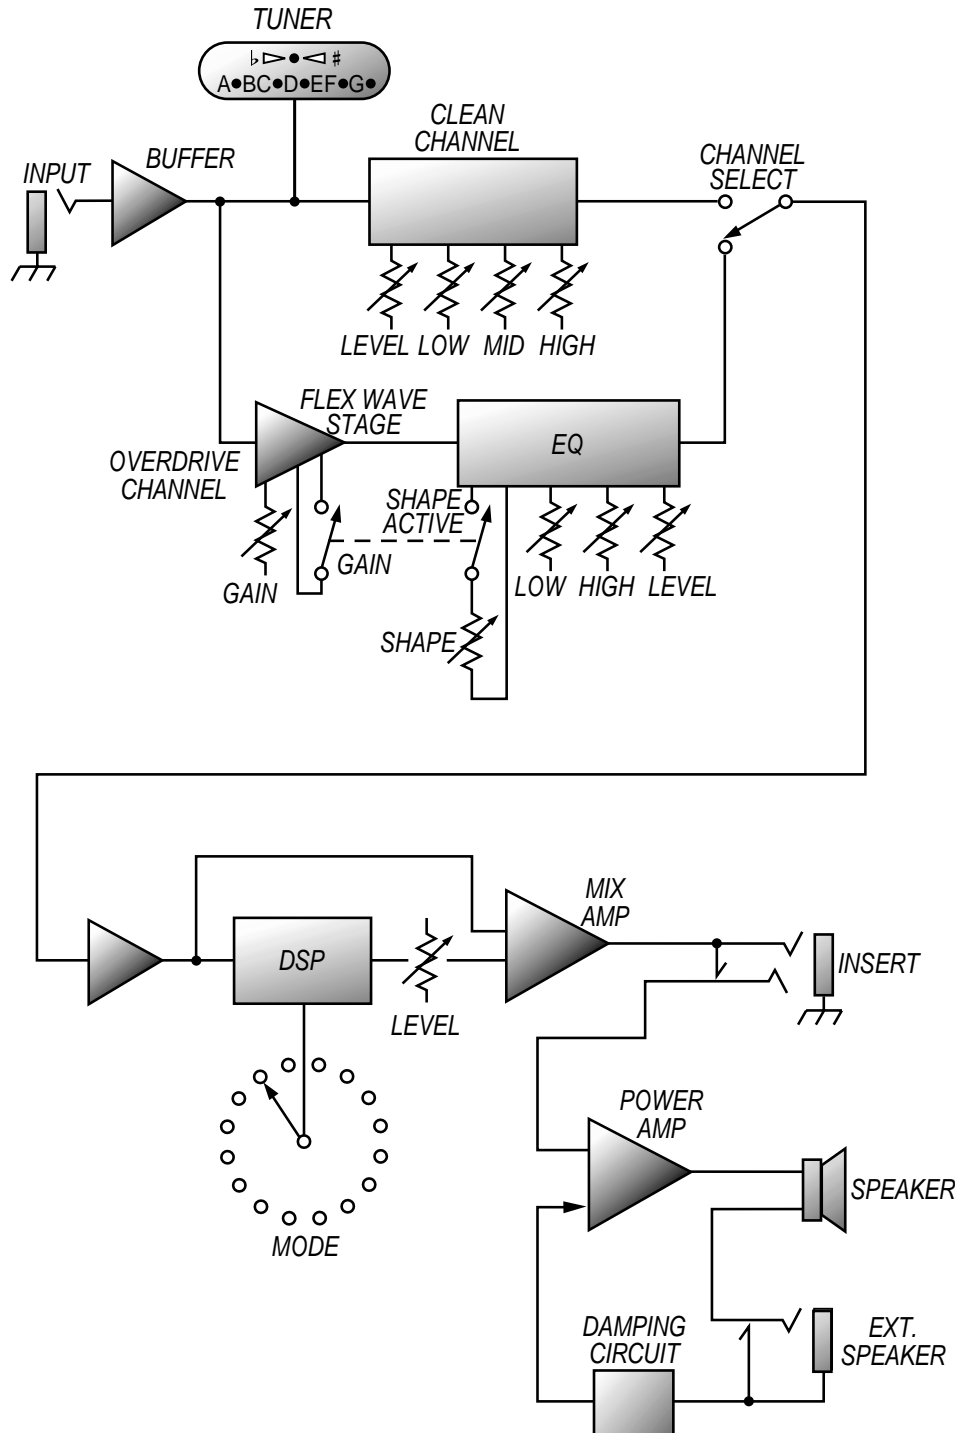 TUNER
♭ ♯
A●BC●D●EF●G●
CLEAN
CHANNEL
CHANNEL
SELECT
BUFFER
INPUT
LEVEL LOW MID HIGH
FLEX WAVE
STAGE
EQ
OVERDRIVE
CHANNEL
SHAPE
ACTIVE
GAIN
GAIN
LOW HIGH LEVEL
SHAPE
MIX
AMP
DSP
INSERT
LEVEL
POWER
AMP
SPEAKER
MODE
DAMPING
CIRCUIT
EXT.
SPEAKER